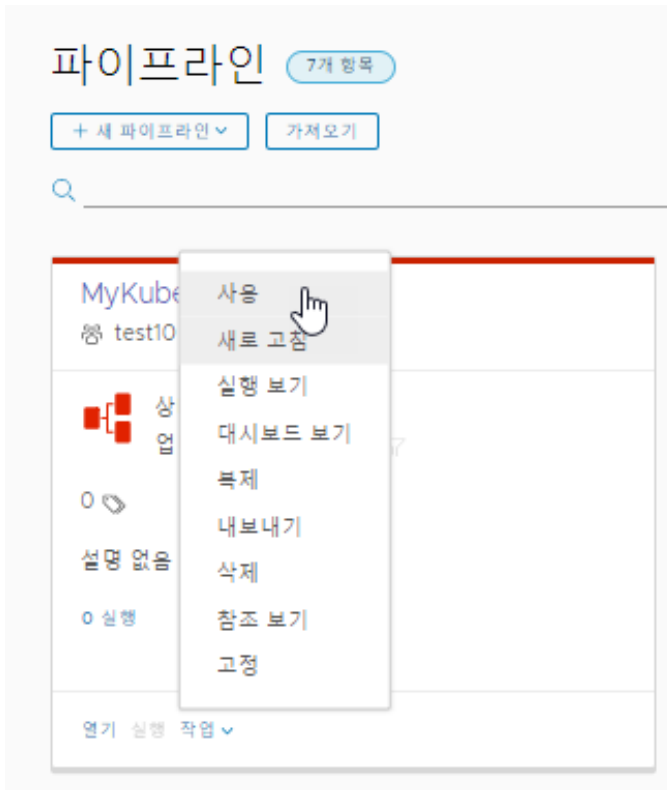 파이프라인 7개 항목
+ 새 파이프라인 가져오기
MyKube
test10
상
업
0
설명 없음
0 실행
사용
새로 고침
실행 보기
대시보드 보기
복제
내보내기
삭제
참조 보기
고정
열기 실행 작업